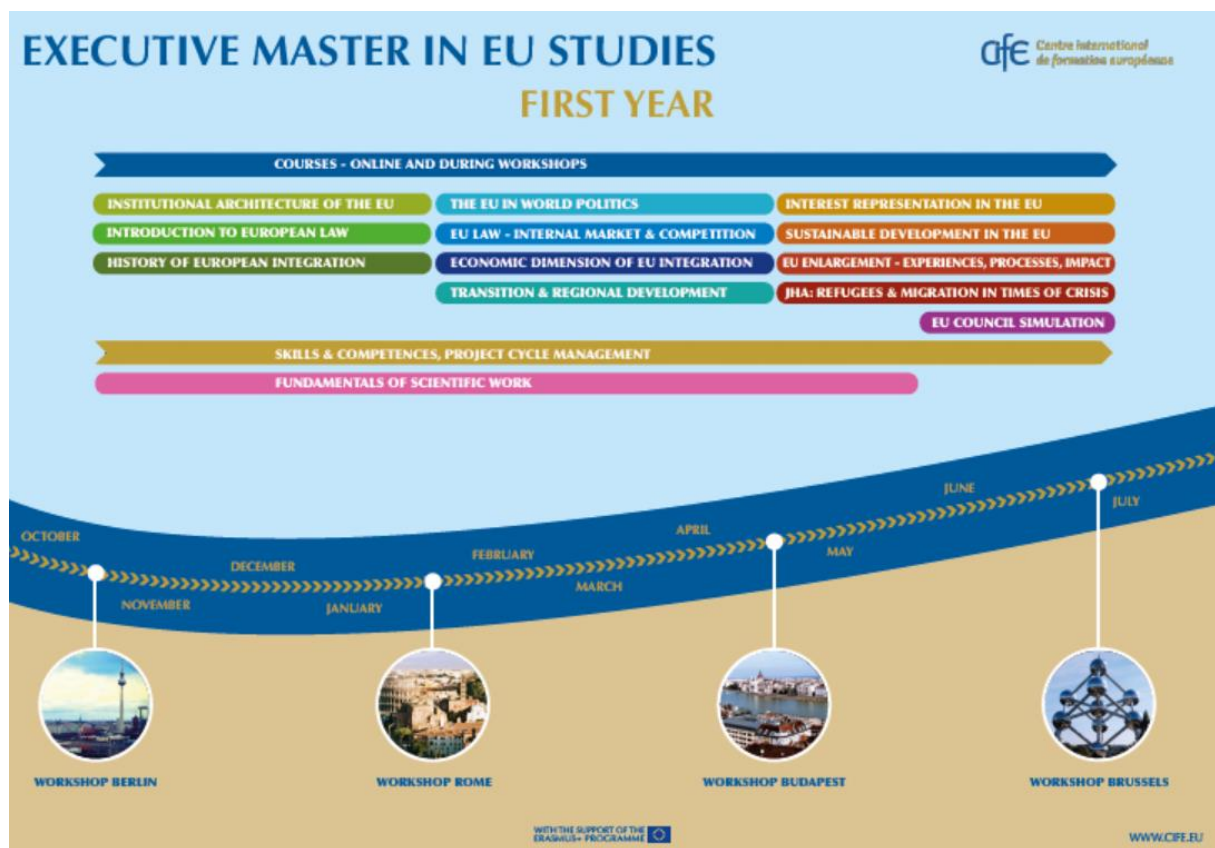 EXECUTIVE MASTER IN EU STUDIES
FIRST YEAR
cife Centre international
de formation européenne
COURSES - ONLINE AND DURING WORKSHOPS
INSTITUTIONAL ARCHITECTURE OF THE EU
THE EU IN WORLD POLITICS
INTEREST REPRESENTATION IN THE EU
INTRODUCTION TO EUROPEAN LAW
EU LAW - INTERNAL MARKET & COMPETITION
SUSTAINABLE DEVELOPMENT IN THE EU
HISTORY OF EUROPEAN INTEGRATION
ECONOMIC DIMENSION OF EU INTEGRATION
EU ENLARGEMENT - EXPERIENCES, PROCESSES, IMPACT
TRANSITION & REGIONAL DEVELOPMENT
JHA: REFUGEES & MIGRATION IN TIMES OF CRISIS
EU COUNCIL SIMULATION
SKILLS & COMPETENCES, PROJECT CYCLE MANAGEMENT
FUNDAMENTALS OF SCIENTIFIC WORK
OCTOBER
NOVEMBER
DECEMBER
JANUARY
FEBRUARY
MARCH
APRIL
MAY
JUNE
JULY
WORKSHOP BERLIN
WORKSHOP ROME
WORKSHOP BUDAPEST
WORKSHOP BRUSSELS
WITH THE SUPPORT OF THE
ERASMUS+ PROGRAMME
WWW.CIFE.EU